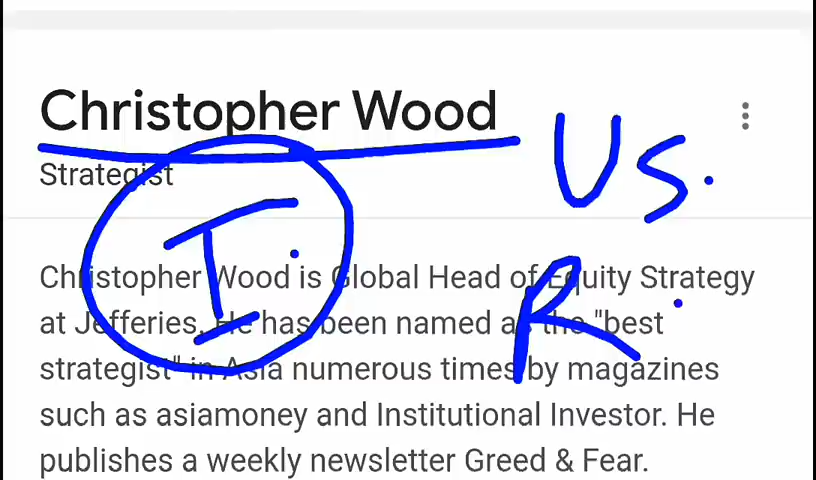 Christopher Wood
US.
Strategist
I.
R.
Christopher Wood is Global Head of Equity Strategy
at Jefferies. He has been named as the "best
strategist" in Asia numerous times by magazines
such as asiamoney and Institutional Investor. He
publishes a weekly newsletter Greed & Fear.